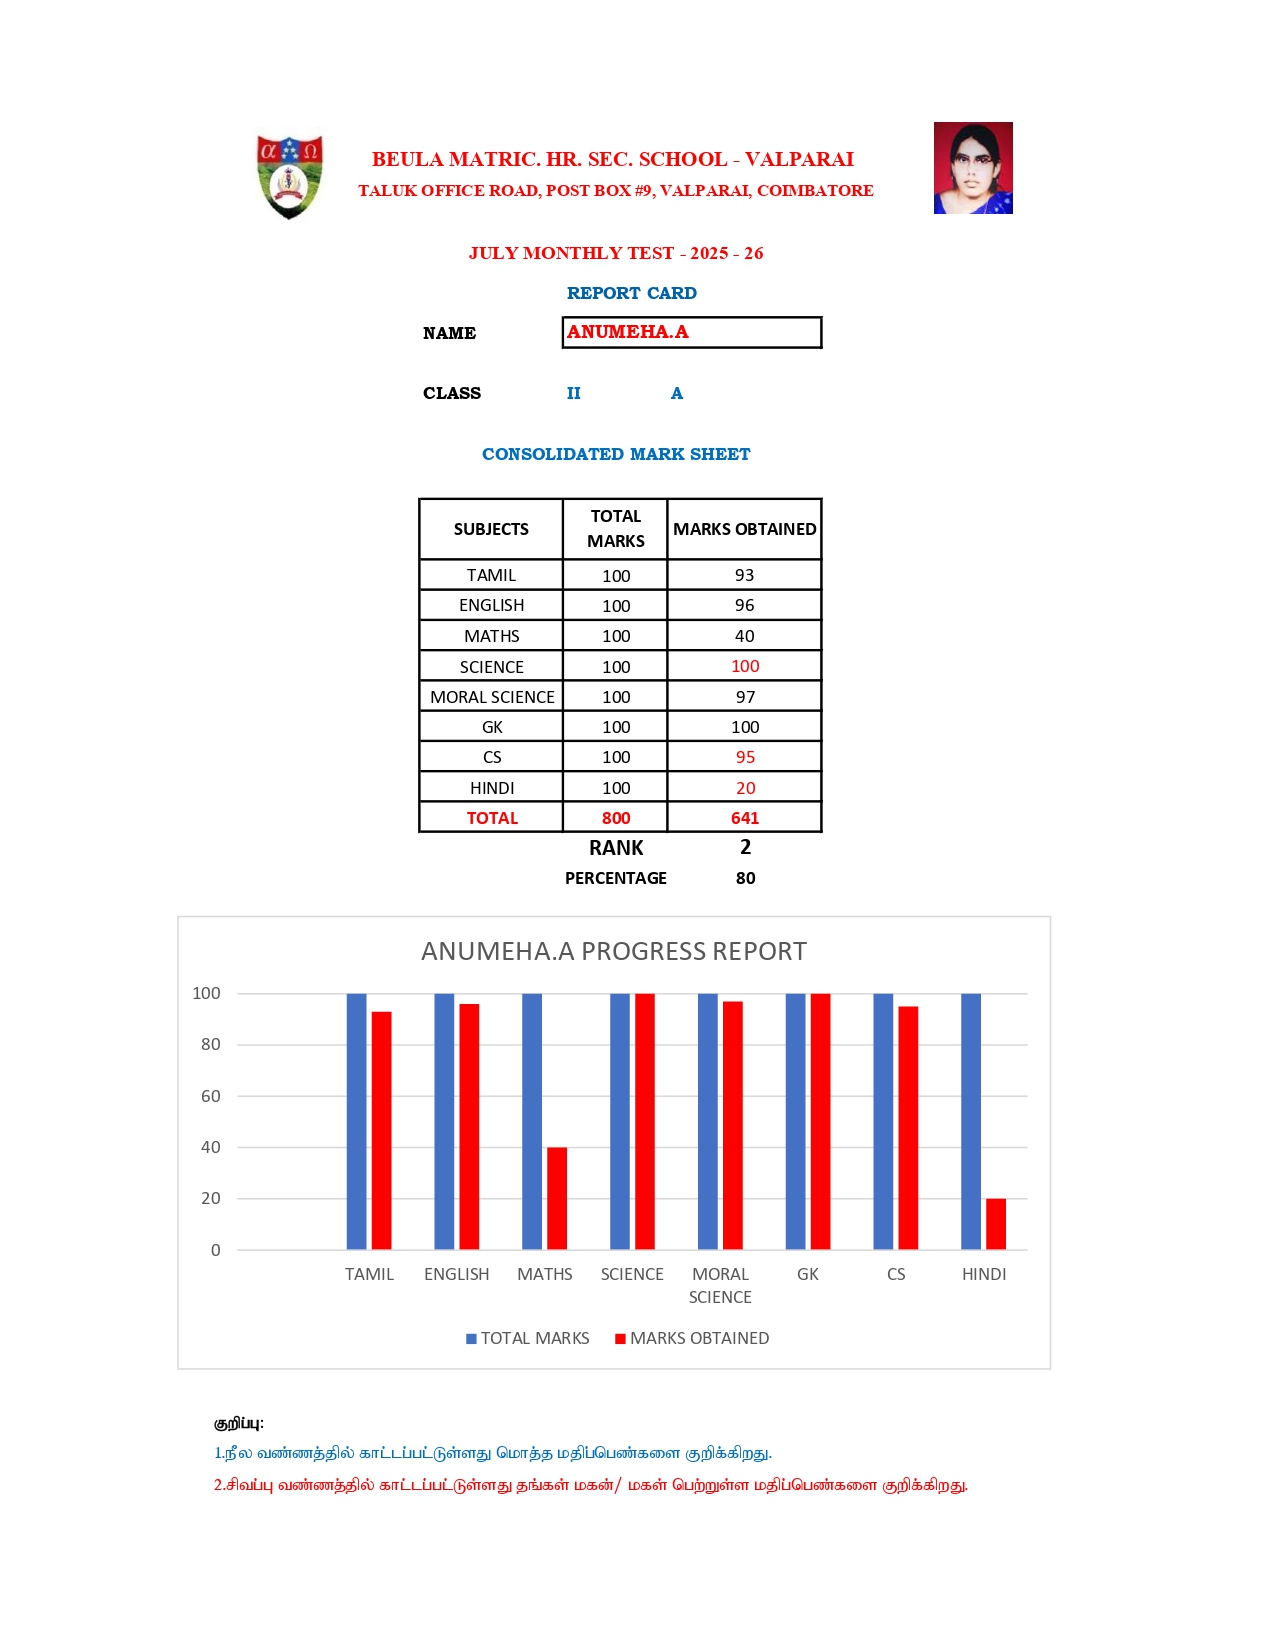 α Ω
BEULA MATRIC. HR. SEC. SCHOOL - VALPARAI
TALUK OFFICE ROAD, POST BOX #9, VALPARAI, COIMBATORE
JULY MONTHLY TEST - 2025 - 26
REPORT CARD
NAME ANUMEHA.A
CLASS II A
CONSOLIDATED MARK SHEET
SUBJECTS TOTAL MARKS MARKS OBTAINED
TAMIL 100 93
ENGLISH 100 96
MATHS 100 40
SCIENCE 100 100
MORAL SCIENCE 100 97
GK 100 100
CS 100 95
HINDI 100 20
TOTAL 800 641
RANK 2
PERCENTAGE 80
ANUMEHA.A PROGRESS REPORT
100
80
60
40
20
0
TAMIL ENGLISH MATHS SCIENCE MORAL SCIENCE GK CS HINDI
TOTAL MARKS MARKS OBTAINED
குறிப்பு:
1.நீல வண்ணத்தில் காட்டப்பட்டுள்ளது மொத்த மதிப்பெண்களை குறிக்கிறது.
2.சிவப்பு வண்ணத்தில் காட்டப்பட்டுள்ளது தங்கள் மகன்/ மகள் பெற்றுள்ள மதிப்பெண்களை குறிக்கிறது.